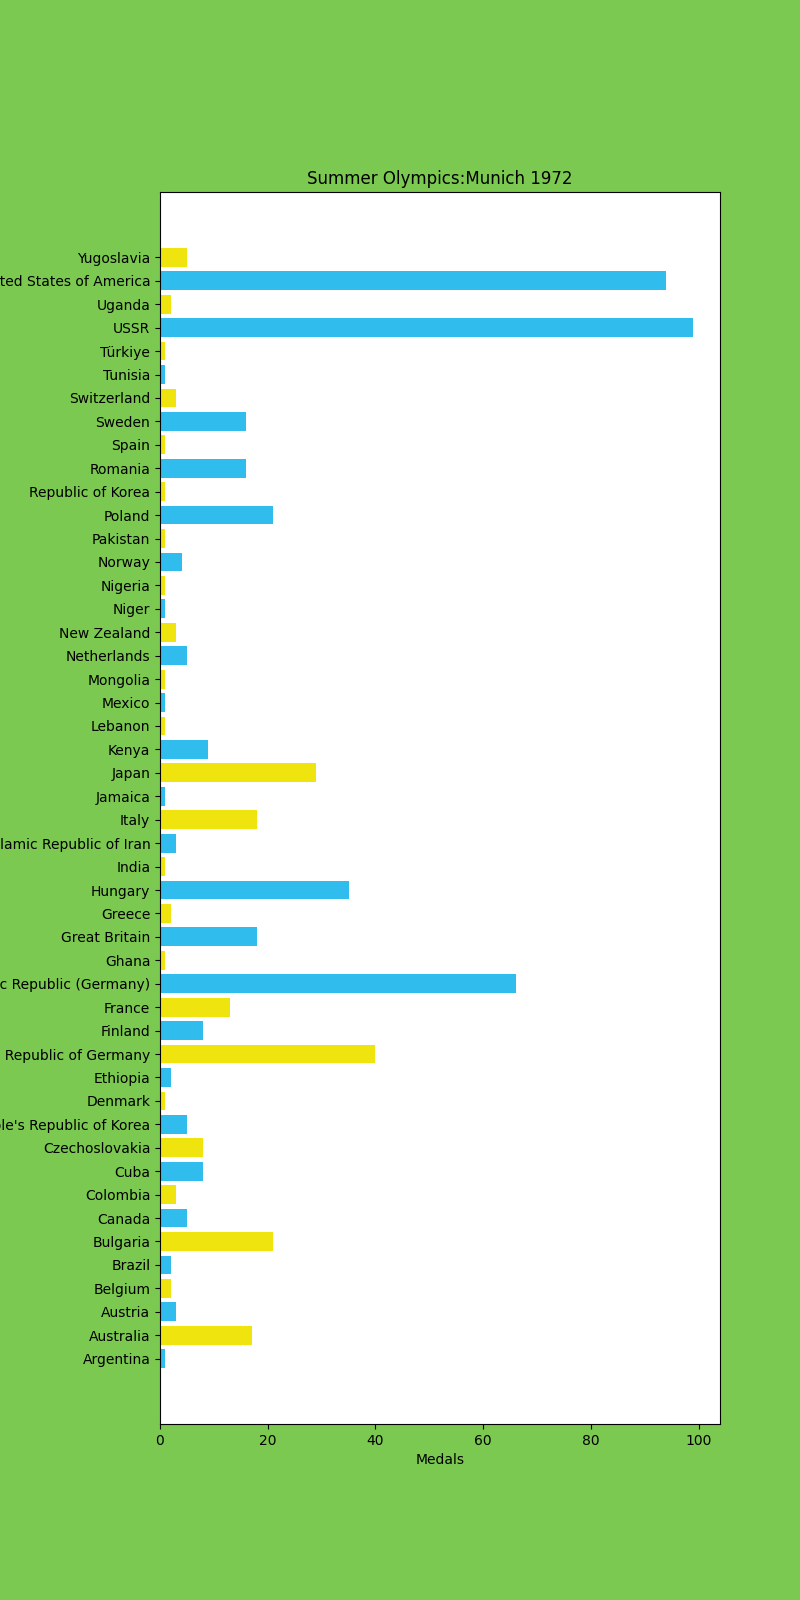 Summer Olympics:Munich 1972
Yugoslavia
ted States of America
Uganda
USSR
Türkiye
Tunisia
Switzerland
Sweden
Spain
Romania
Republic of Korea
Poland
Pakistan
Norway
Nigeria
Niger
New Zealand
Netherlands
Mongolia
Mexico
Lebanon
Kenya
Japan
Jamaica
Italy
lamic Republic of Iran
India
Hungary
Greece
Great Britain
Ghana
c Republic (Germany)
France
Finland
Republic of Germany
Ethiopia
Denmark
le's Republic of Korea
Czechoslovakia
Cuba
Colombia
Canada
Bulgaria
Brazil
Belgium
Austria
Australia
Argentina
0 20 40 60 80 100
Medals